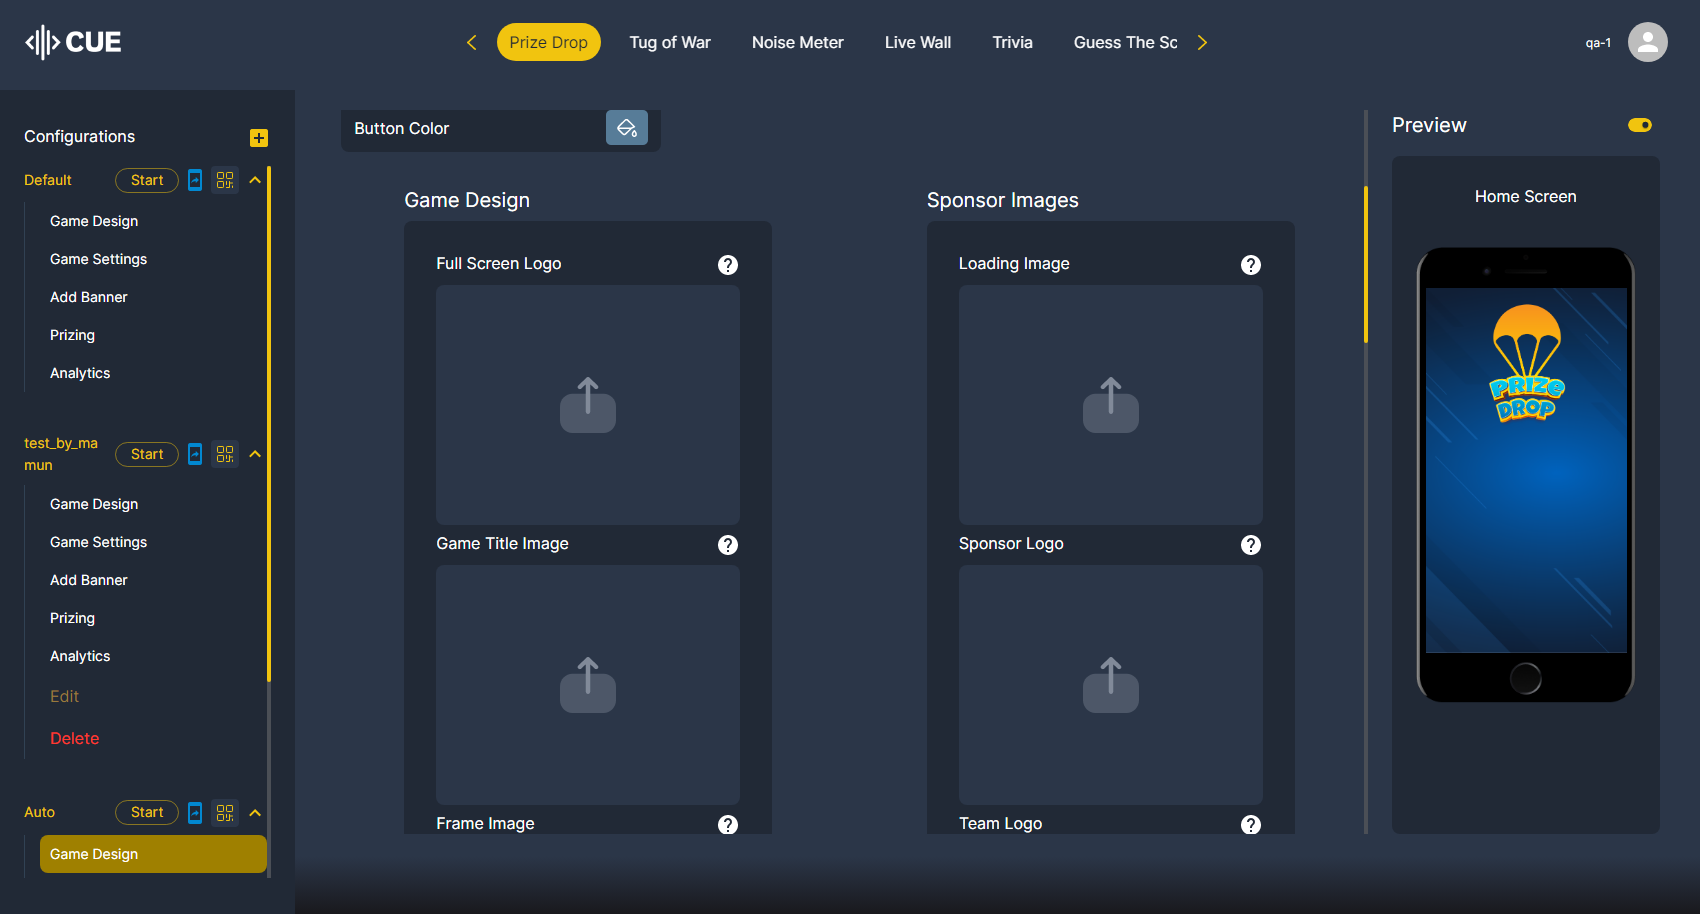 CUE
Prize Drop
Tug of War
Noise Meter
Live Wall
Trivia
Guess The Sc
qa-1
Configurations
Default
Start
Game Design
Game Settings
Add Banner
Prizing
Analytics
test_by_ma
mun
Start
Game Design
Game Settings
Add Banner
Prizing
Analytics
Edit
Delete
Auto
Start
Game Design
Button Color
Game Design
Full Screen Logo
?
Game Title Image
?
Frame Image
?
Sponsor Images
Loading Image
?
Sponsor Logo
?
Team Logo
?
Preview
Home Screen
PRIZE
DROP